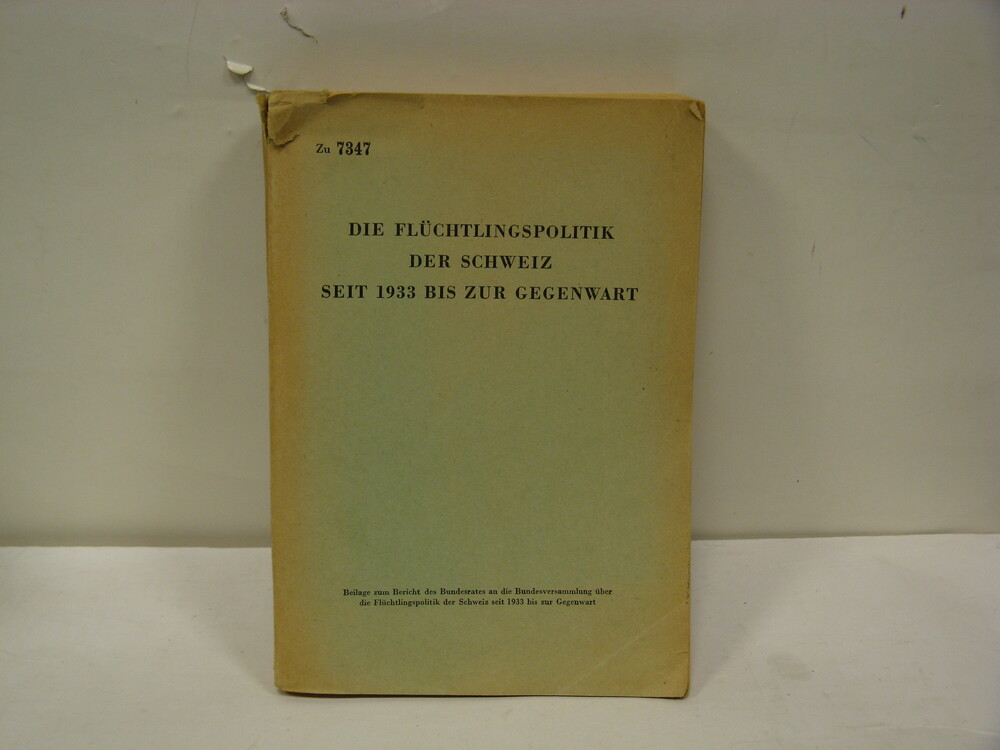 Zu 7347
DIE FLÜCHTLINGSPOLITIK
DER SCHWEIZ
SEIT 1933 BIS ZUR GEGENWART
Beilage zum Bericht des Bundesrates an die Bundesversammlung über
die Flüchtlingspolitik der Schweiz seit 1933 bis zur Gegenwart